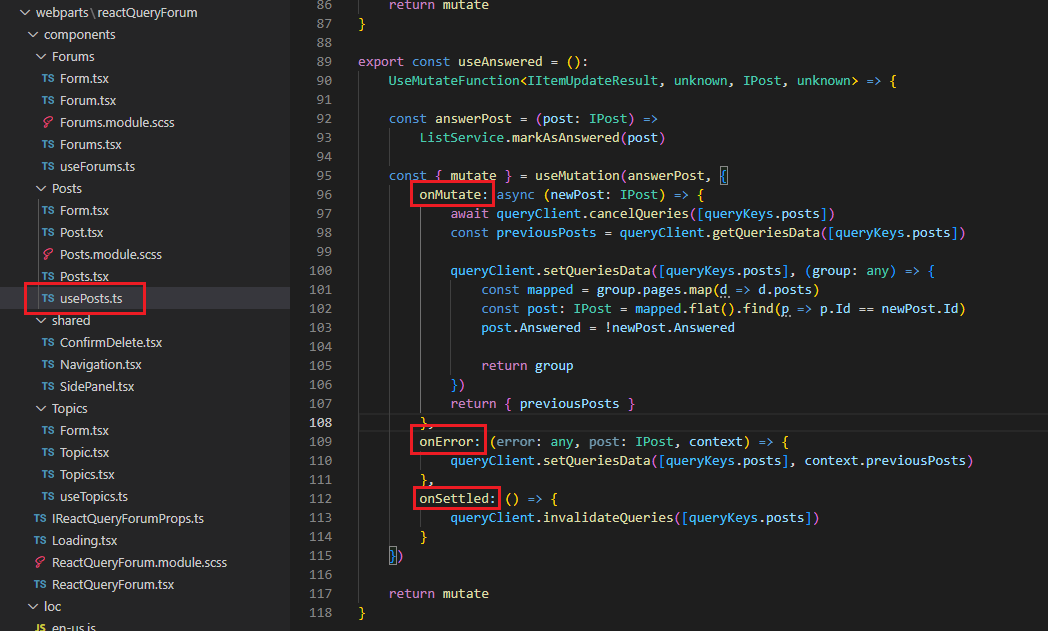 webparts\reactQueryForum
components
Forums
TS Form.tsx
TS Forum.tsx
Forums.module.scss
TS Forums.tsx
TS useForums.ts
Posts
TS Form.tsx
TS Post.tsx
Posts.module.scss
TS Posts.tsx
TS usePosts.ts
shared
TS ConfirmDelete.tsx
TS Navigation.tsx
TS SidePanel.tsx
Topics
TS Form.tsx
TS Topic.tsx
TS Topics.tsx
TS useTopics.ts
TS IReactQueryForumProps.ts
TS Loading.tsx
ReactQueryForum.module.scss
TS ReactQueryForum.tsx
loc
JS en-us.js
86 return mutate
87 }
88
89 export const useAnswered = ():
90 UseMutateFunction<IItemUpdateResult, unknown, IPost, unknown> => {
91
92 const answerPost = (post: IPost) =>
93 ListService.markAsAnswered(post)
94
95 const { mutate } = useMutation(answerPost, {
96 onMutate: async (newPost: IPost) => {
97 await queryClient.cancelQueries([queryKeys.posts])
98 const previousPosts = queryClient.getQueriesData([queryKeys.posts])
99
100 queryClient.setQueriesData([queryKeys.posts], (group: any) => {
101 const mapped = group.pages.map(d => d.posts)
102 const post: IPost = mapped.flat().find(p => p.Id == newPost.Id)
103 post.Answered = !newPost.Answered
104
105 return group
106 })
107 return { previousPosts }
108 },
109 onError: (error: any, post: IPost, context) => {
110 queryClient.setQueriesData([queryKeys.posts], context.previousPosts)
111 },
112 onSettled: () => {
113 queryClient.invalidateQueries([queryKeys.posts])
114 }
115 })
116
117 return mutate
118 }